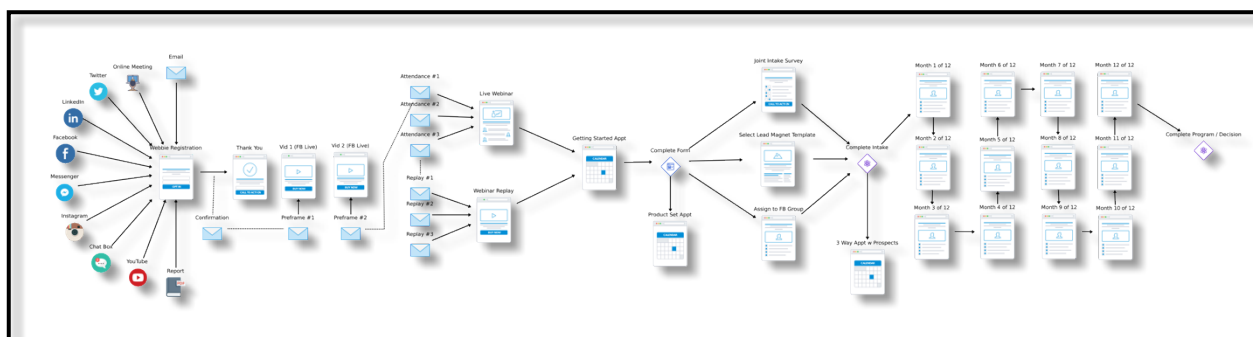 Email
Online Meeting
Twitter
LinkedIn
Facebook
Messenger
Instagram
Chat Box
YouTube
Report
Webbie Registration
Thank You
Vid 1 (FB Live)
Vid 2 (FB Live)
Confirmation
Preframe #1
Preframe #2
Attendance #1
Attendance #2
Attendance #3
Replay #1
Replay #2
Replay #3
Live Webinar
Webinar Replay
Getting Started Appt
CALENDAR
Complete Form
Product Set Appt
CALENDAR
Joint Intake Survey
Select Lead Magnet Template
Assign to FB Group
Complete Intake
3 Way Appt w Prospects
CALENDAR
Month 1 of 12
Month 2 of 12
Month 3 of 12
Month 4 of 12
Month 5 of 12
Month 6 of 12
Month 7 of 12
Month 8 of 12
Month 9 of 12
Month 10 of 12
Month 11 of 12
Month 12 of 12
Complete Program / Decision